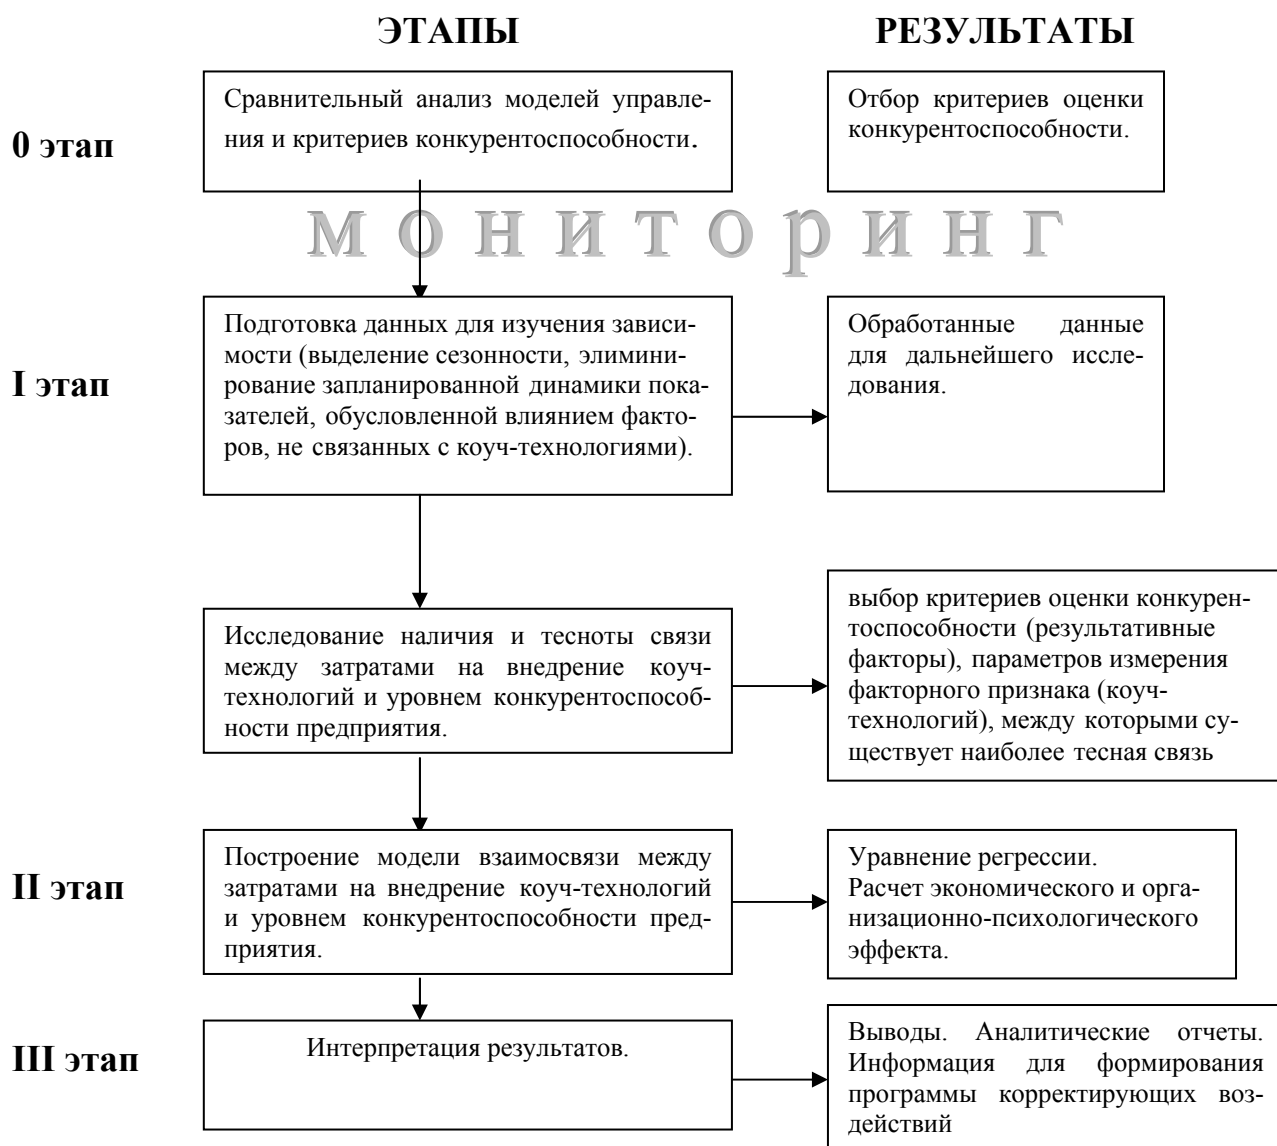 ЭТАПЫ
РЕЗУЛЬТАТЫ
0 этап
Сравнительный анализ моделей управле-
ния и критериев конкурентоспособности.
Отбор критериев оценки
конкурентоспособности.
мониторинг
I этап
Подготовка данных для изучения зависи-
мости (выделение сезонности, элимини-
рование запланированной динамики пока-
зателей, обусловленной влиянием факто-
ров, не связанных с коуч-технологиями).
Обработанные данные
для дальнейшего иссле-
дования.
Исследование наличия и тесноты связи
между затратами на внедрение коуч-
технологий и уровнем конкурентоспособ-
ности предприятия.
выбор критериев оценки конкурен-
тоспособности (результативные
факторы), параметров измерения
факторного признака (коуч-
технологий), между которыми су-
ществует наиболее тесная связь
II этап
Построение модели взаимосвязи между
затратами на внедрение коуч-технологий
и уровнем конкурентоспособности пред-
приятия.
Уравнение регрессии.
Расчет экономического и орга-
низационно-психологического
эффекта.
III этап
Интерпретация результатов.
Выводы. Аналитические отчеты.
Информация для формирования
программы корректирующих воз-
действий